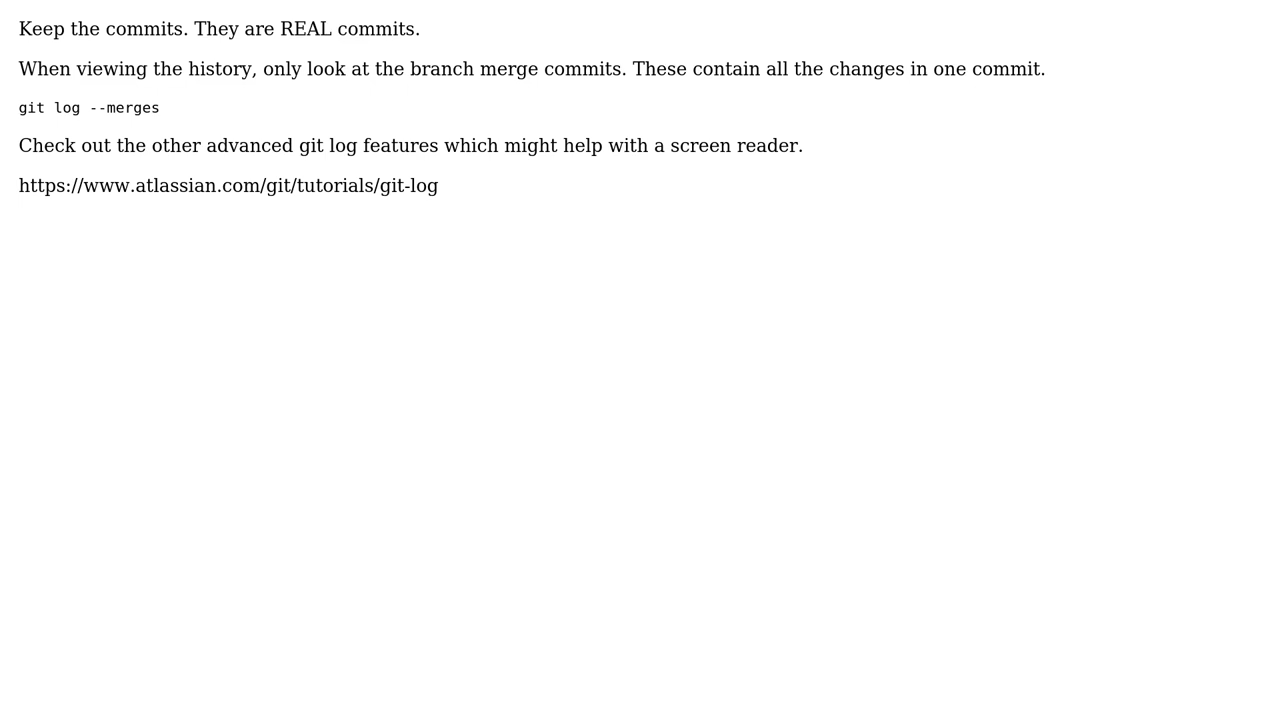 Keep the commits. They are REAL commits.
When viewing the history, only look at the branch merge commits. These contain all the changes in one commit.
git log --merges
Check out the other advanced git log features which might help with a screen reader.
https://www.atlassian.com/git/tutorials/git-log